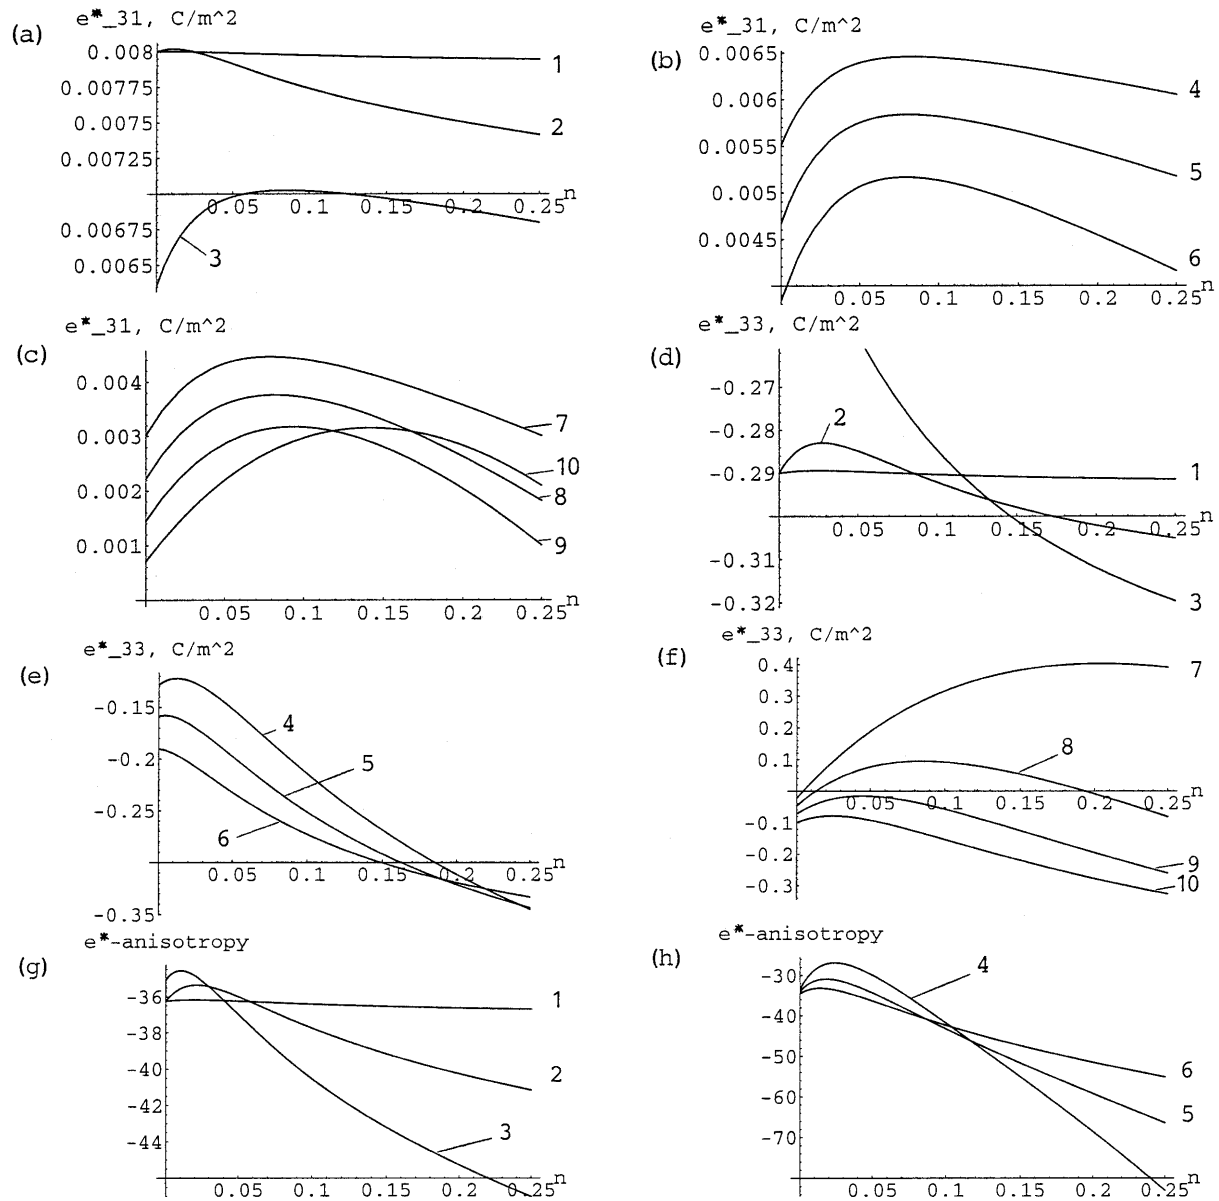 (a)
e*_31, C/m^2
0.008
0.00775
0.0075
0.00725
0.00675
0.0065
0.05 0.1 0.15 0.2 0.25 n
1
2
3
(b)
e*_31, C/m^2
0.0065
0.006
0.0055
0.005
0.0045
0.05 0.1 0.15 0.2 0.25 n
4
5
6
(c)
e*_31, C/m^2
0.004
0.003
0.002
0.001
0.05 0.1 0.15 0.2 0.25 n
7
10
8
9
(d)
e*_33, C/m^2
-0.27
-0.28
-0.29
-0.31
-0.32
0.05 0.1 0.15 0.2 0.25 n
2
1
3
(e)
e*_33, C/m^2
-0.15
-0.2
-0.25
-0.35
0.05 0.1 0.15 0.2 0.25 n
4
5
6
(f)
e*_33, C/m^2
0.4
0.3
0.2
0.1
-0.1
-0.2
-0.3
0.05 0.1 0.15 0.2 0.25 n
7
8
9
10
(g)
e*-anisotropy
-36
-38
-40
-42
-44
0.05 0.1 0.15 0.2 0.25 n
1
2
3
(h)
e*-anisotropy
-30
-40
-50
-60
-70
0.05 0.1 0.15 0.2 0.25 n
4
6
5